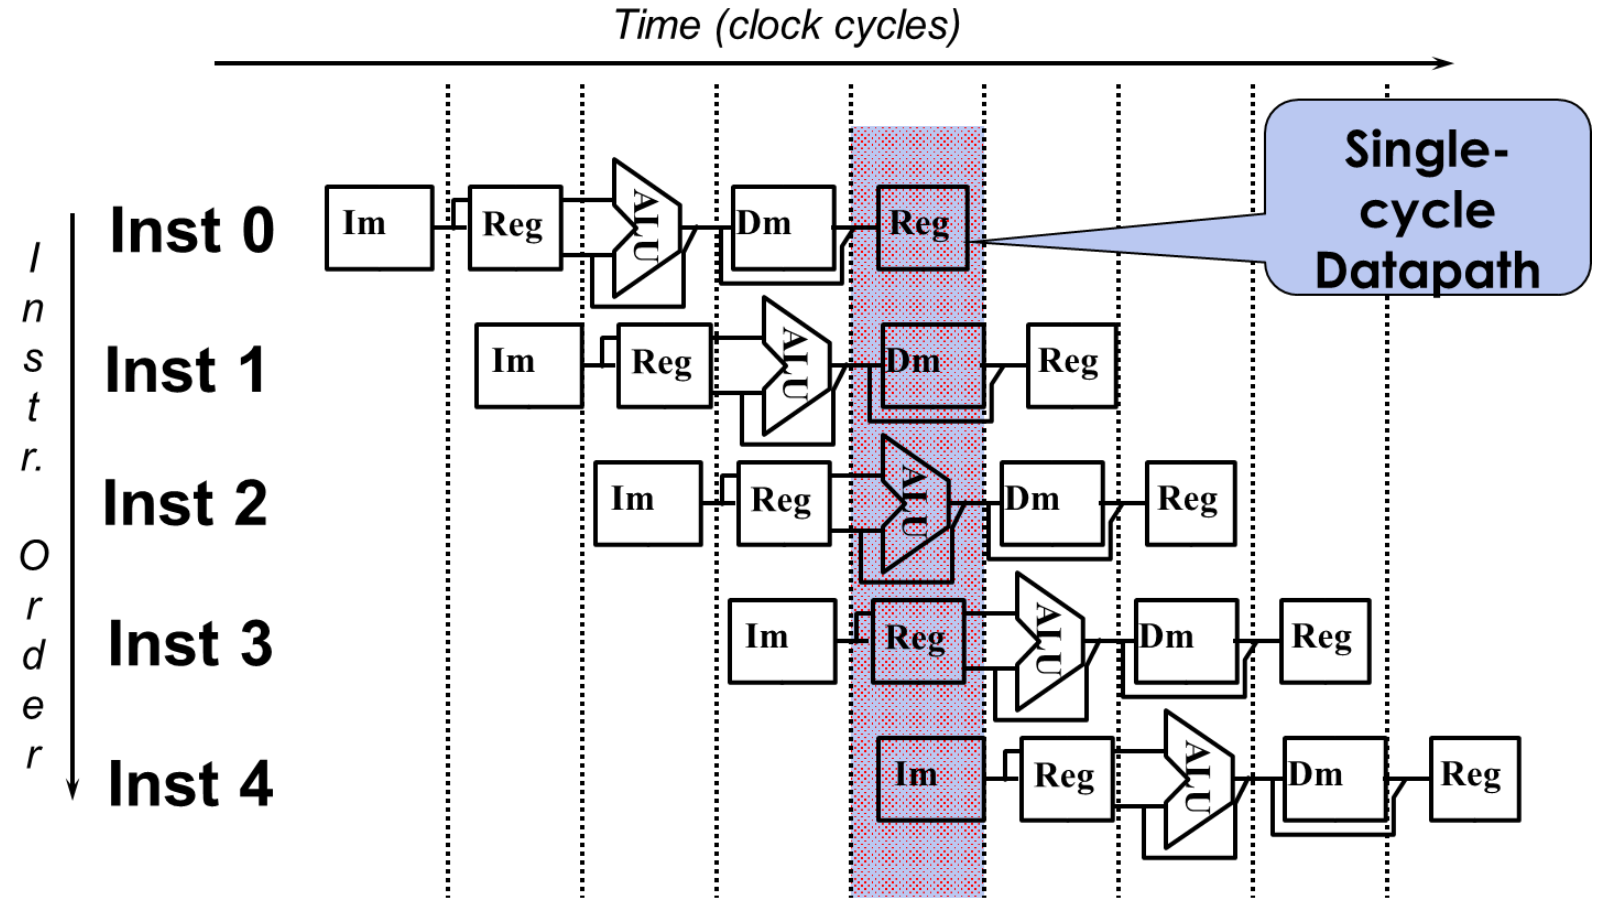 Time (clock cycles)
Single-
cycle
Datapath
Instr. Order
Inst 0
Im Reg ALU Dm Reg
Inst 1
Im Reg ALU Dm Reg
Inst 2
Im Reg ALU Dm Reg
Inst 3
Im Reg ALU Dm Reg
Inst 4
Im Reg ALU Dm Reg